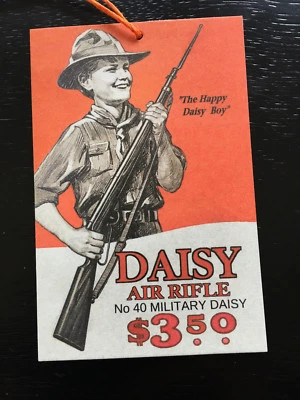 "The Happy
Daisy Boy"
DAISY
AIR RIFLE
No 40 MILITARY DAISY
$3.50